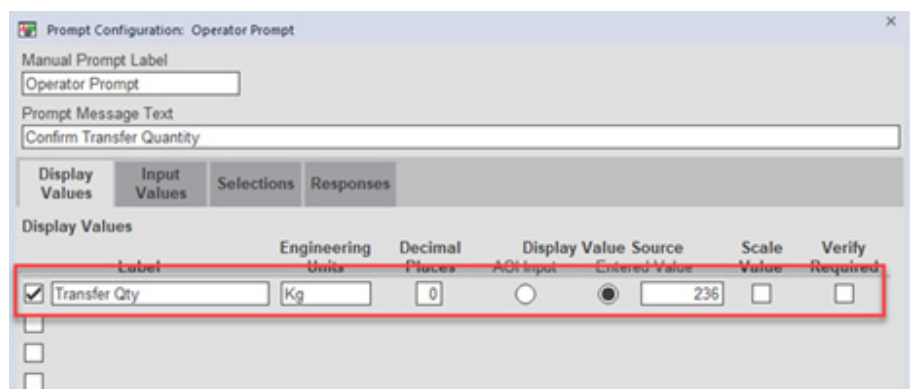 Prompt Configuration: Operator Prompt
Manual Prompt Label
Operator Prompt
Prompt Message Text
Confirm Transfer Quantity
Display Values Input Values Selections Responses
Display Values
Engineering Decimal Display Value Source Scale Verify
Label Units Places AOI Input Entered Value Value Required
Transfer Qty Kg 0 236